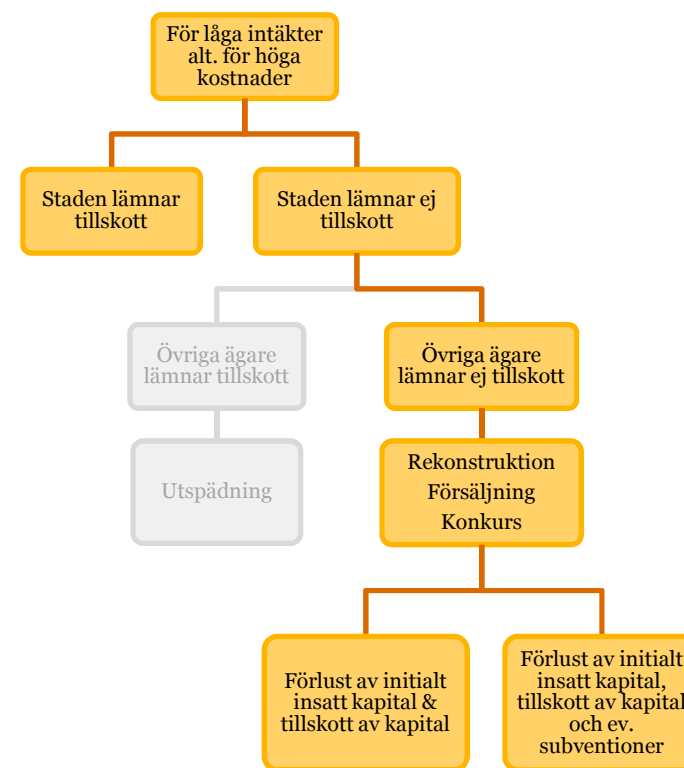 För låga intäkter
alt. för höga
kostnader
Staden lämnar
tillskott
Staden lämnar ej
tillskott
Övriga ägare
lämnar tillskott
Övriga ägare
lämnar ej tillskott
Utspädning
Rekonstruktion
Försäljning
Konkurs
Förlust av initialt
insatt kapital &
tillskott av kapital
Förlust av initialt
insatt kapital,
tillskott av kapital
och ev.
subventioner